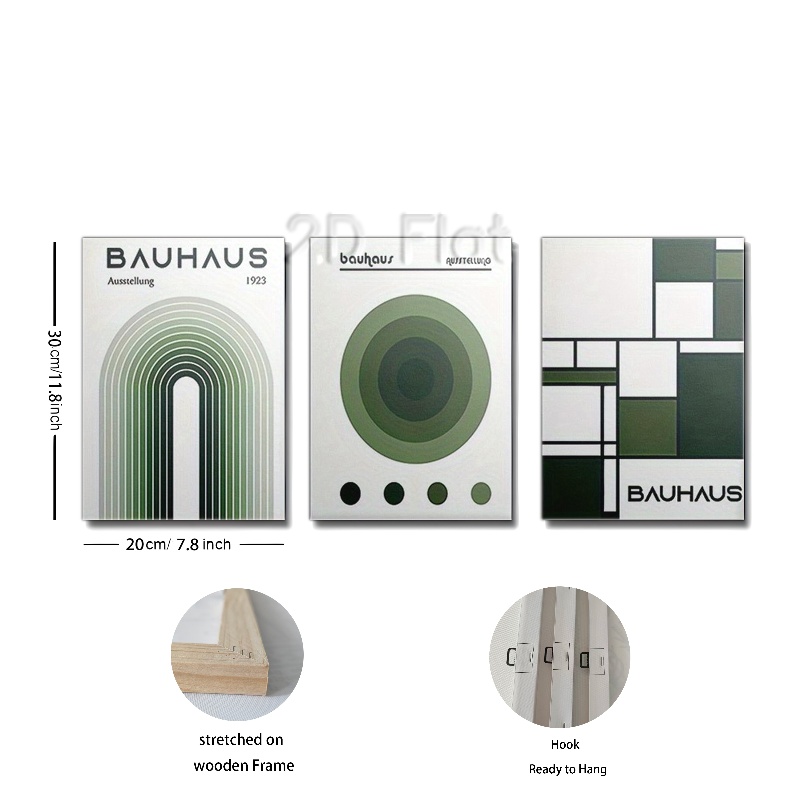 2D Flat
BAUHAUS
Ausstellung 1923
bauhaus AUSSTELLUNG
BAUHAUS
30cm/11.8inch
20cm/ 7.8 inch
stretched on
wooden Frame
Hook
Ready to Hang